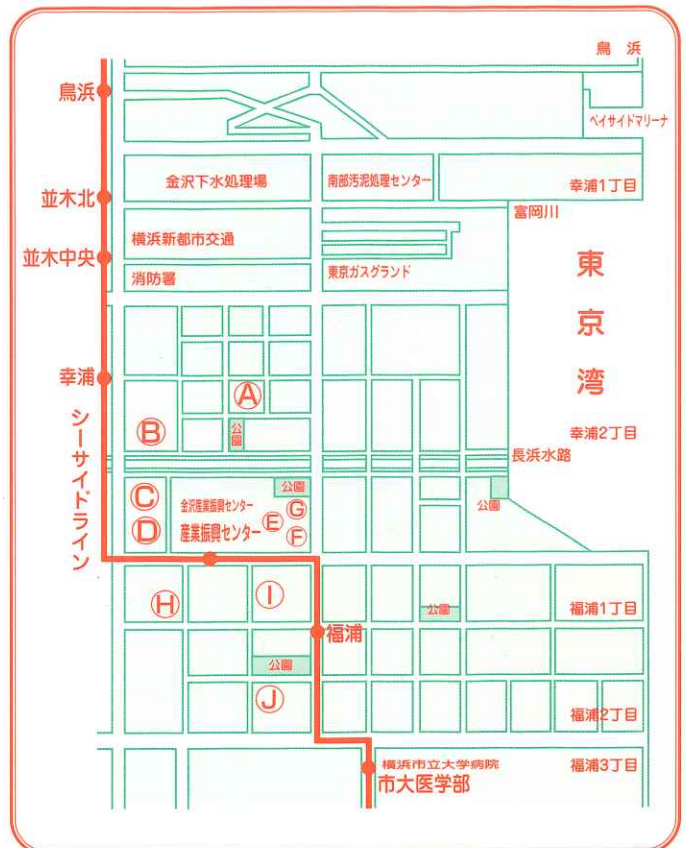 鳥 浜
鳥浜
ベイサイドマリーナ
金沢下水処理場
南部汚泥処理センター
幸浦1丁目
並木北
富岡川
横浜新都市交通
並木中央
消防署
東京ガスグランド
東京湾
幸浦
Ⓐ
Ⓑ
公園
幸浦2丁目
長浜水路
シーサイドライン
Ⓒ
公園
金沢産業振興センター
Ⓖ
公園
Ⓓ
産業振興センター
Ⓔ
Ⓕ
Ⓗ
Ⓘ
公園
福浦1丁目
福浦
公園
Ⓙ
福浦2丁目
横浜市立大学病院
福浦3丁目
市大医学部